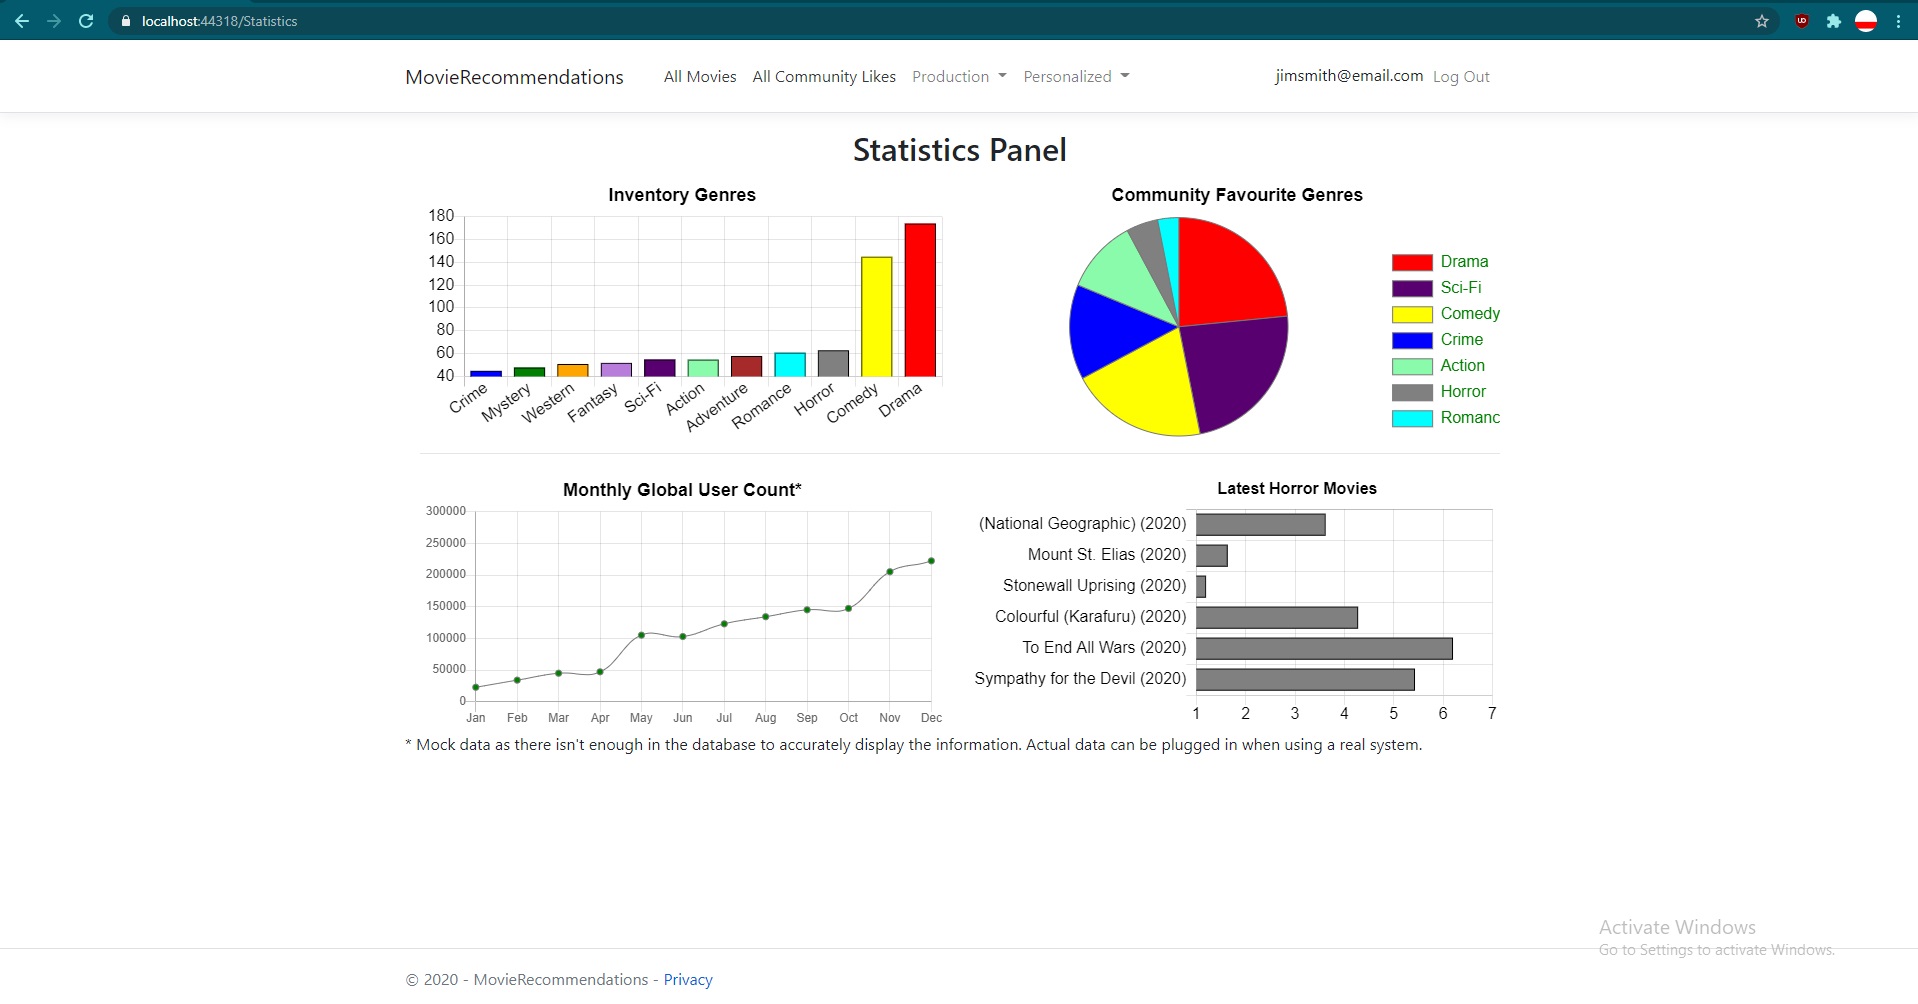 localhost:44318/Statistics
MovieRecommendations All Movies All Community Likes Production Personalized jimsmith@email.com Log Out
Statistics Panel
Inventory Genres
180
160
140
120
100
80
60
40
Crime Mystery Western Fantasy Sci-Fi Action Adventure Romance Horror Comedy Drama
Community Favourite Genres
Drama
Sci-Fi
Comedy
Crime
Action
Horror
Romanc
Monthly Global User Count*
300000
250000
200000
150000
100000
50000
0
Jan Feb Mar Apr May Jun Jul Aug Sep Oct Nov Dec
Latest Horror Movies
(National Geographic) (2020)
Mount St. Elias (2020)
Stonewall Uprising (2020)
Colourful (Karafuru) (2020)
To End All Wars (2020)
Sympathy for the Devil (2020)
1 2 3 4 5 6 7
* Mock data as there isn't enough in the database to accurately display the information. Actual data can be plugged in when using a real system.
Activate Windows
Go to Settings to activate Windows.
© 2020 - MovieRecommendations - Privacy